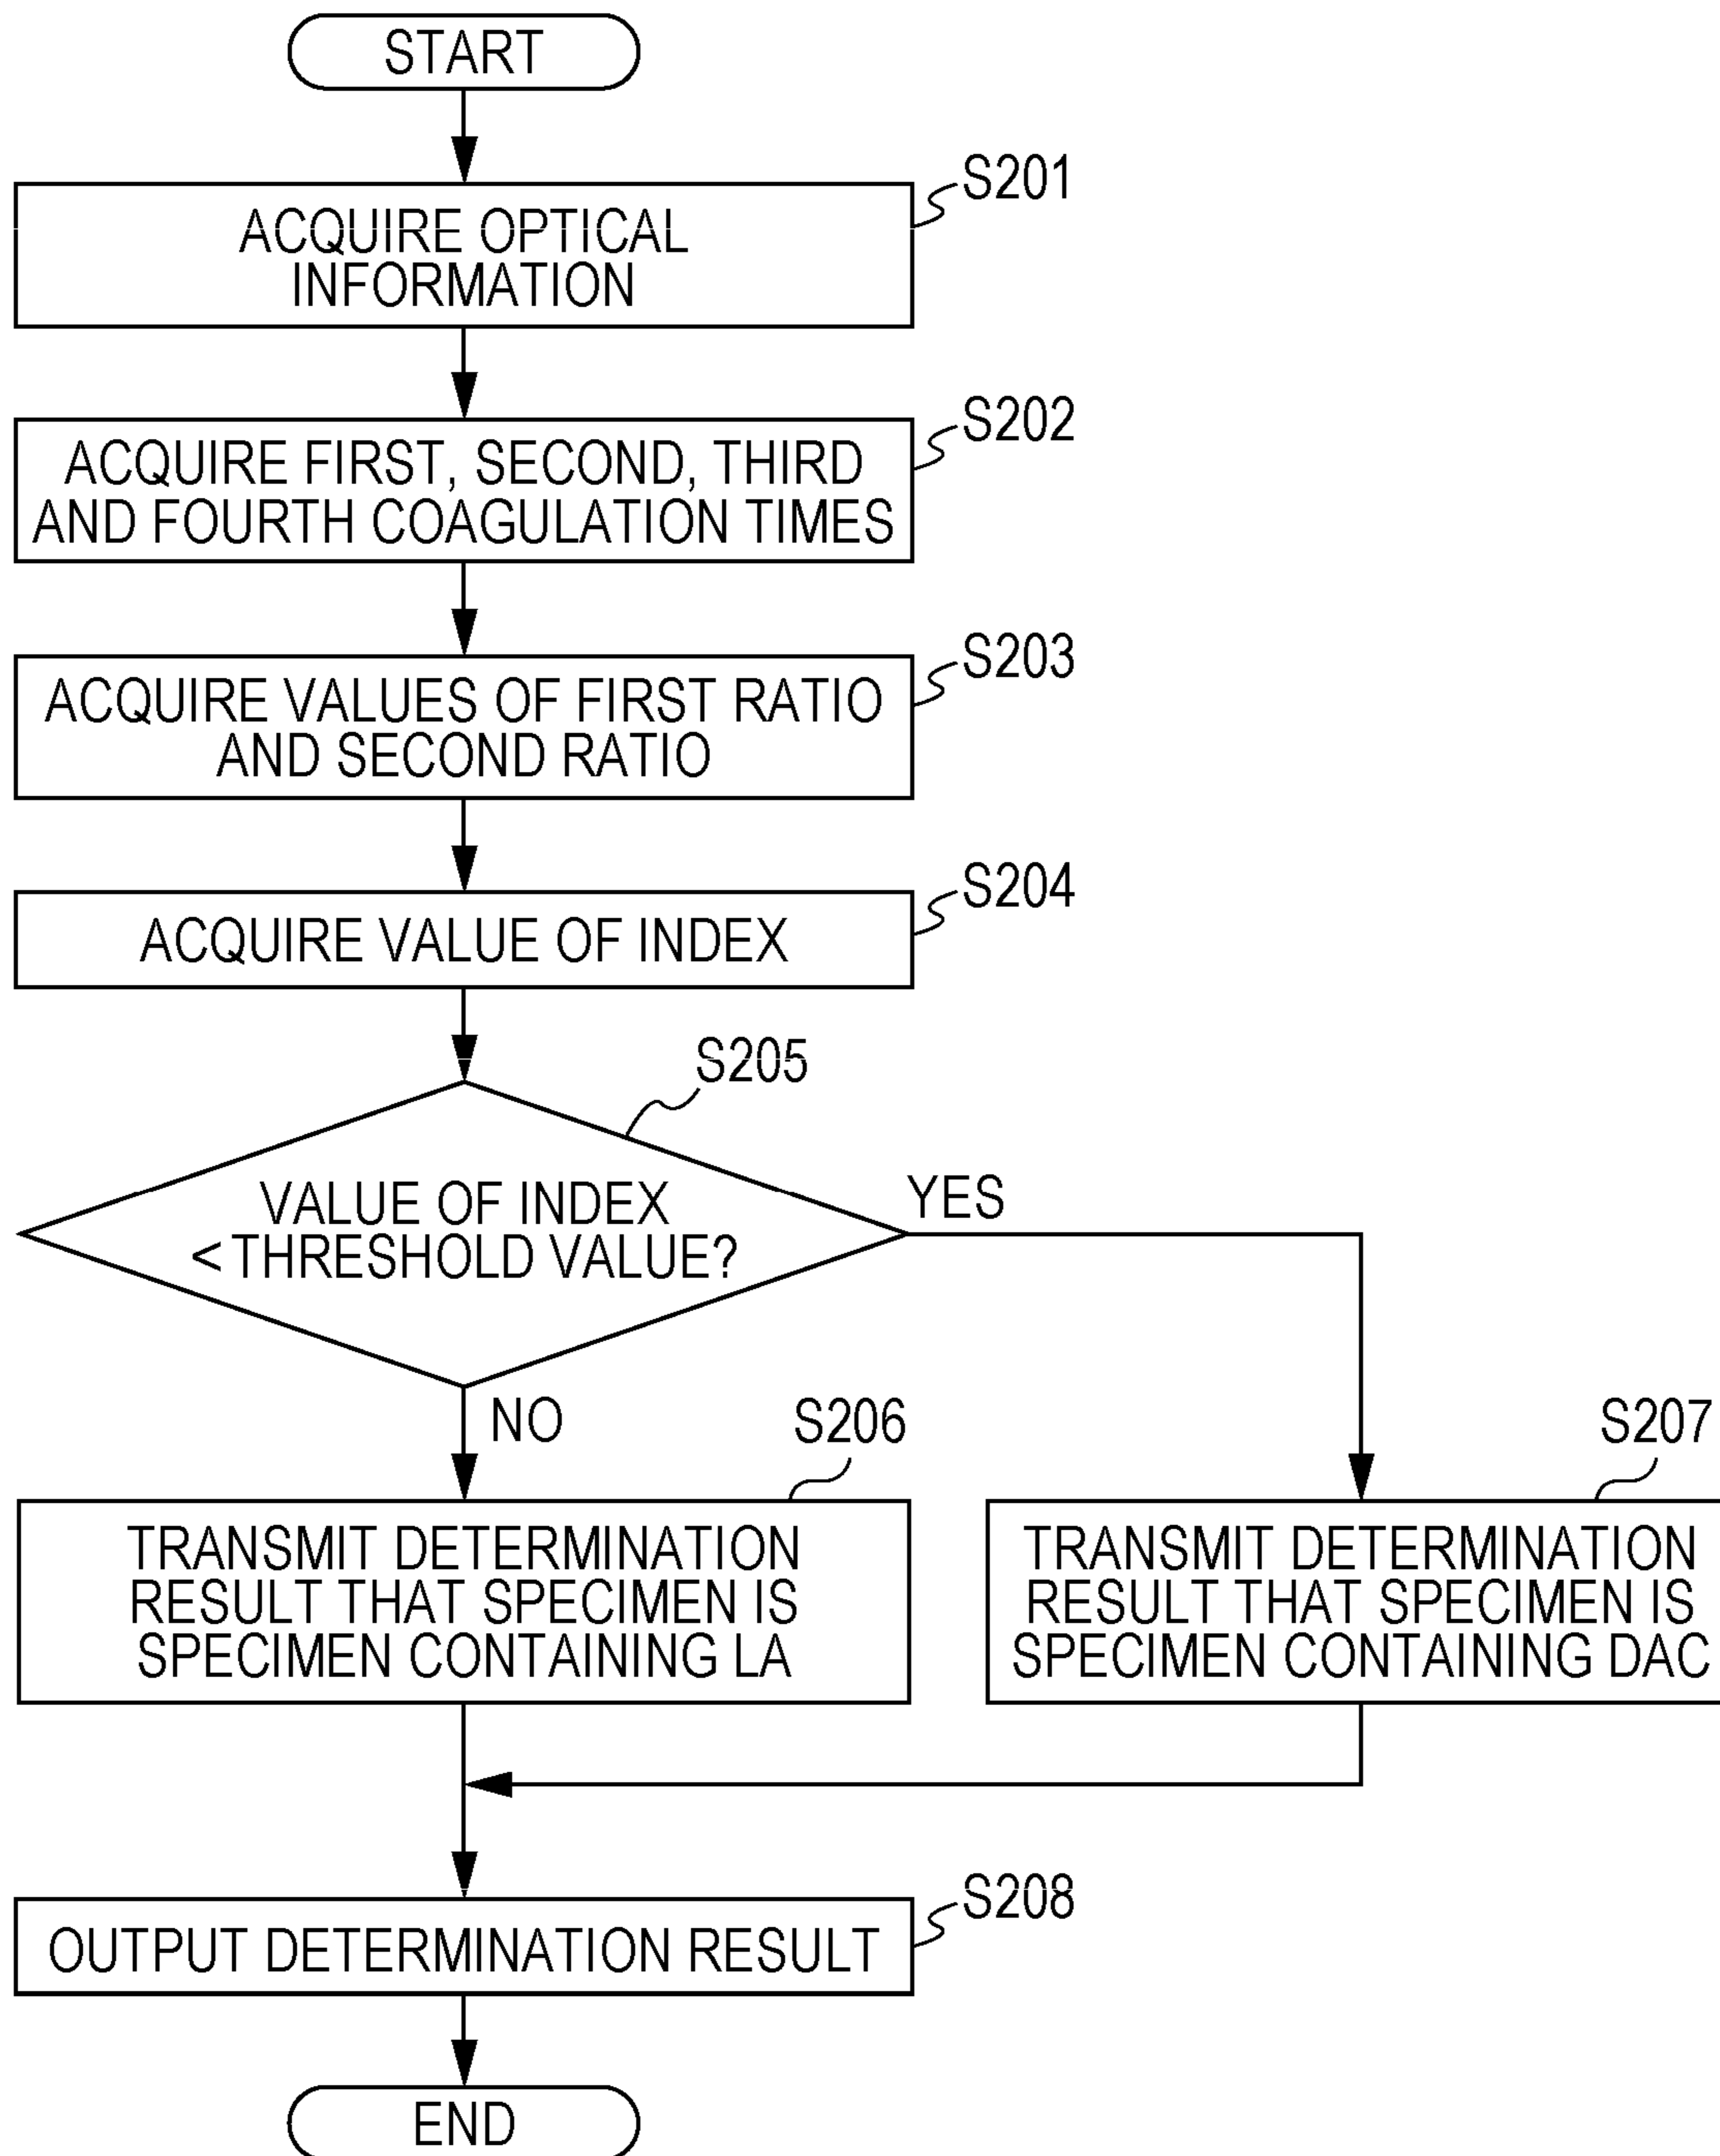 START
S201
ACQUIRE OPTICAL
INFORMATION
S202
ACQUIRE FIRST, SECOND, THIRD
AND FOURTH COAGULATION TIMES
S203
ACQUIRE VALUES OF FIRST RATIO
AND SECOND RATIO
S204
ACQUIRE VALUE OF INDEX
S205
VALUE OF INDEX
< THRESHOLD VALUE?
YES
NO
S206
TRANSMIT DETERMINATION
RESULT THAT SPECIMEN IS
SPECIMEN CONTAINING LA
S207
TRANSMIT DETERMINATION
RESULT THAT SPECIMEN IS
SPECIMEN CONTAINING DAC
S208
OUTPUT DETERMINATION RESULT
END